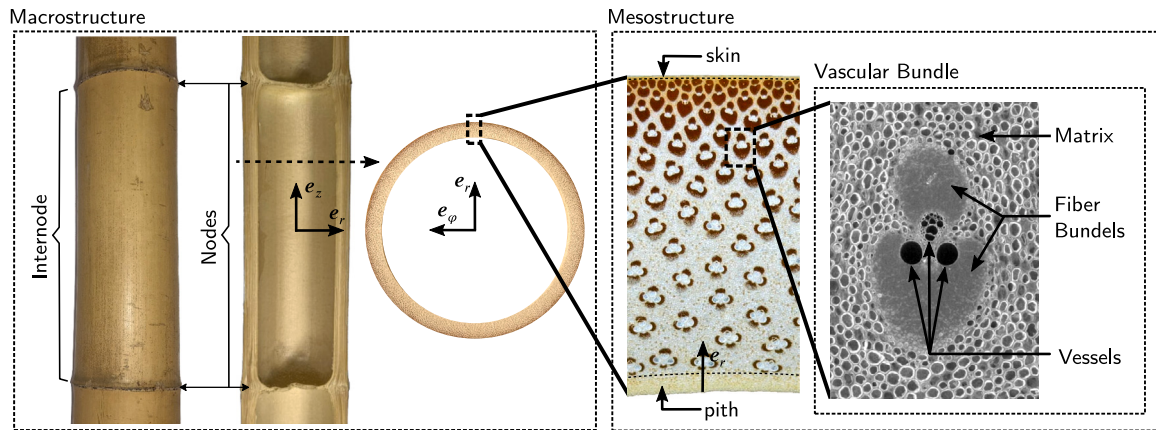 Macrostructure
Mesostructure
skin
Vascular Bundle
Matrix
Internode
Nodes
e_z
e_r
e_r
e_φ
Fiber
Bundels
Vessels
e_r
pith